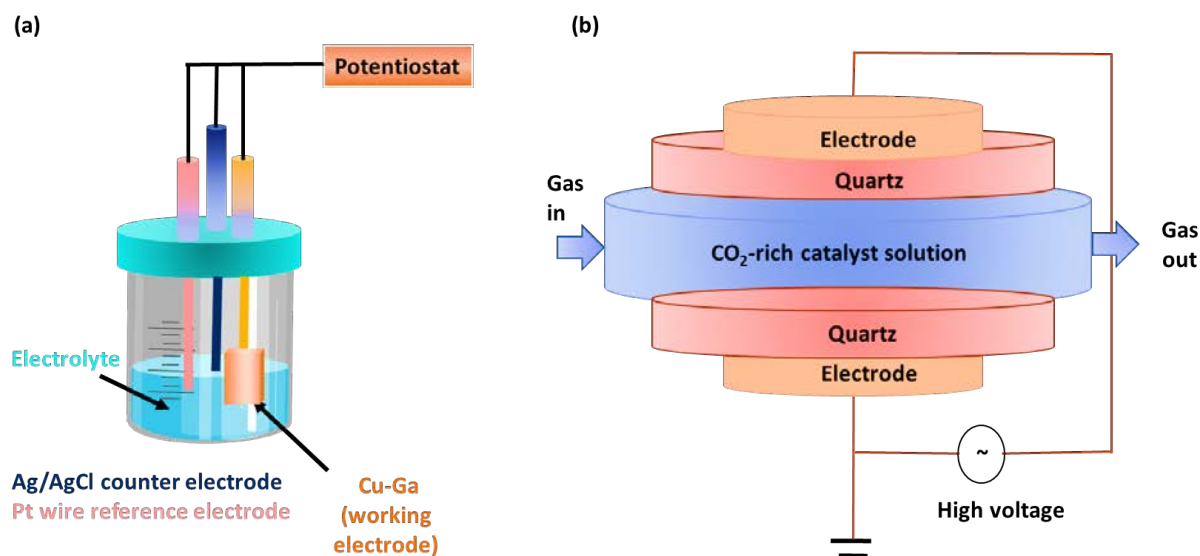 (a)
Potentiostat
Electrolyte
Ag/AgCl counter electrode
Pt wire reference electrode
Cu-Ga
(working
electrode)
(b)
Electrode
Quartz
Gas
in
CO₂-rich catalyst solution
Gas
out
Quartz
Electrode
~
High voltage